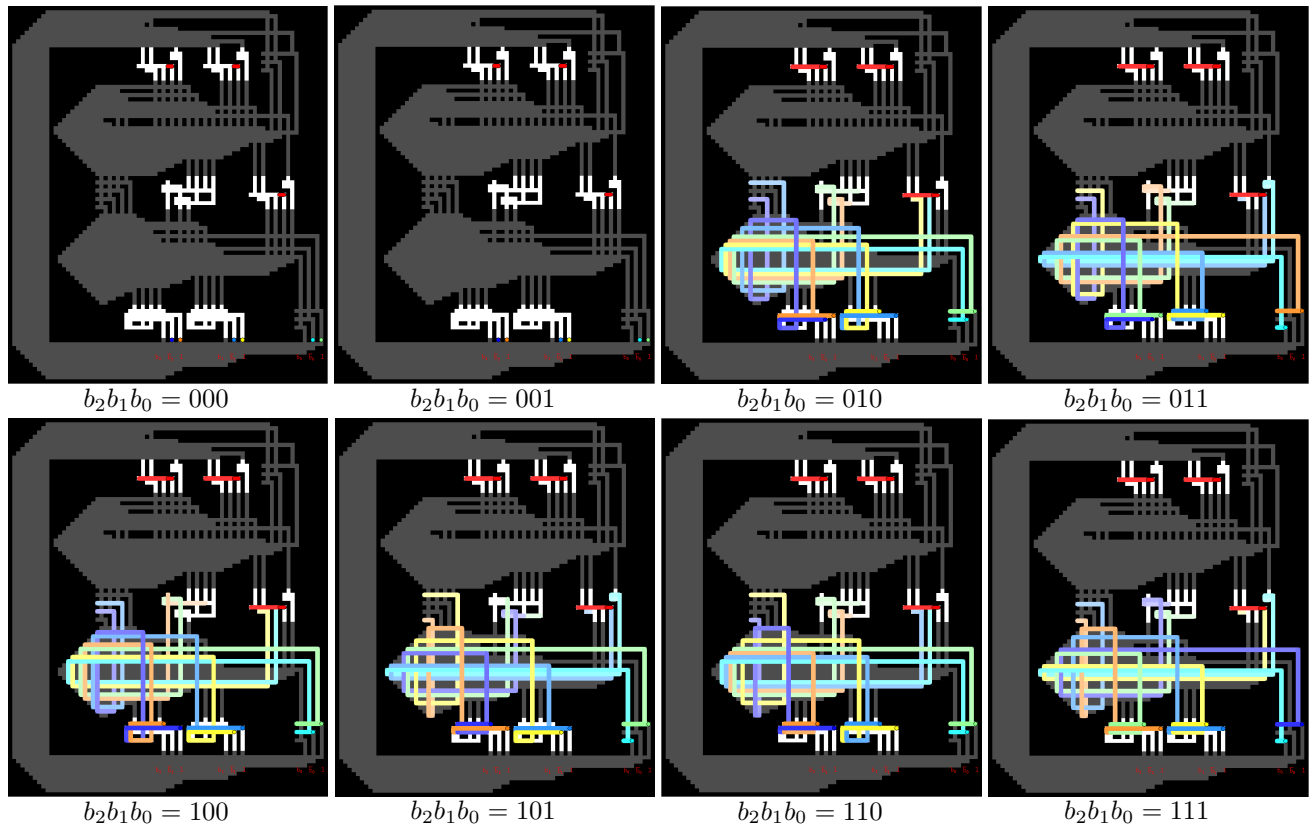 b₂b₁b₀ = 000
b₂b₁b₀ = 001
b₂b₁b₀ = 010
b₂b₁b₀ = 011
b₂b₁b₀ = 100
b₂b₁b₀ = 101
b₂b₁b₀ = 110
b₂b₁b₀ = 111